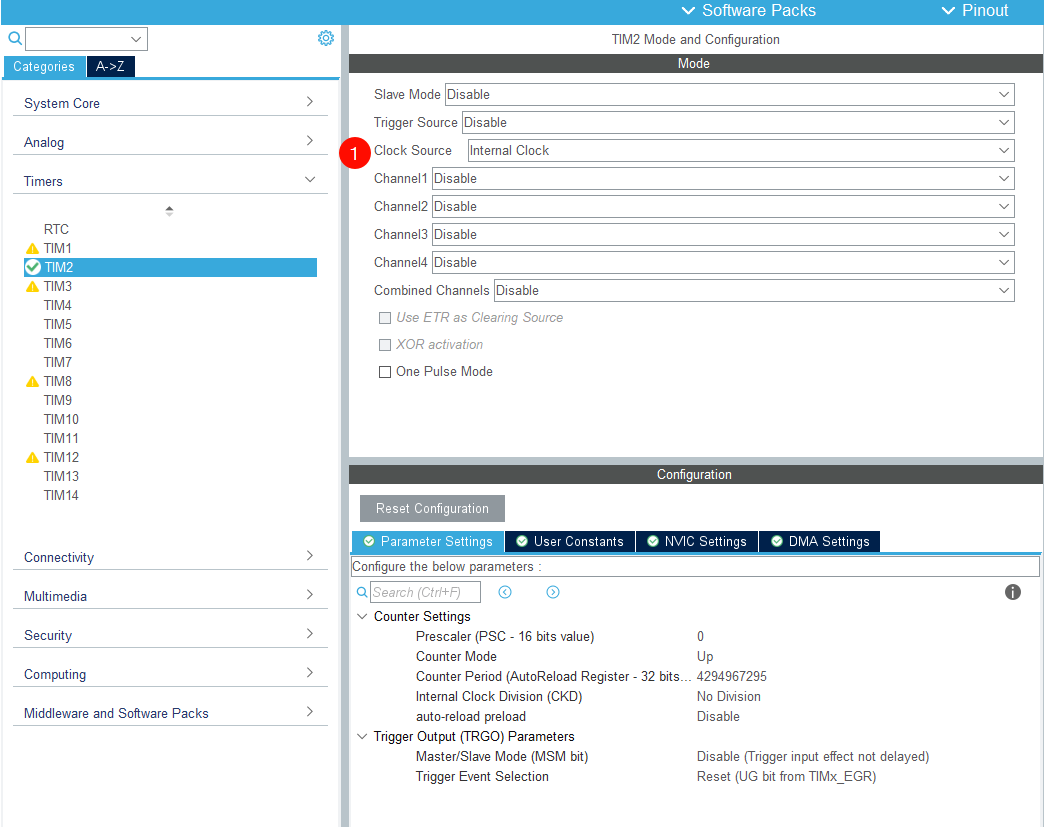 Software Packs Pinout
TIM2 Mode and Configuration
Categories A->Z
Mode
System Core
Analog
Timers
RTC
TIM1
TIM2
TIM3
TIM4
TIM5
TIM6
TIM7
TIM8
TIM9
TIM10
TIM11
TIM12
TIM13
TIM14
Connectivity
Multimedia
Security
Computing
Middleware and Software Packs
Slave Mode Disable
Trigger Source Disable
1 Clock Source Internal Clock
Channel1 Disable
Channel2 Disable
Channel3 Disable
Channel4 Disable
Combined Channels Disable
Use ETR as Clearing Source
XOR activation
One Pulse Mode
Configuration
Reset Configuration
Parameter Settings User Constants NVIC Settings DMA Settings
Configure the below parameters :
Search (Ctrl+F)
Counter Settings
Prescaler (PSC - 16 bits value) 0
Counter Mode Up
Counter Period (AutoReload Register - 32 bits... 4294967295
Internal Clock Division (CKD) No Division
auto-reload preload Disable
Trigger Output (TRGO) Parameters
Master/Slave Mode (MSM bit) Disable (Trigger input effect not delayed)
Trigger Event Selection Reset (UG bit from TIMx_EGR)